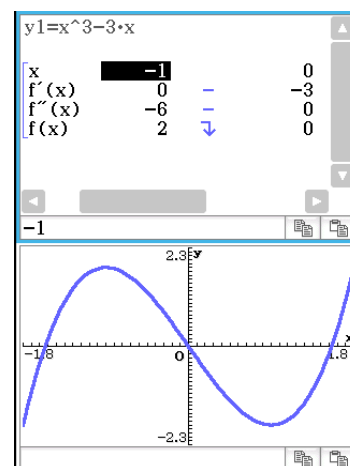 y1=x^3−3·x
x −1 0
f′(x) 0 − −3
f″(x) −6 − 0
f(x) 2 ↴ 0
−1
2.3 y
−1.8 O 1.8 x
−2.3